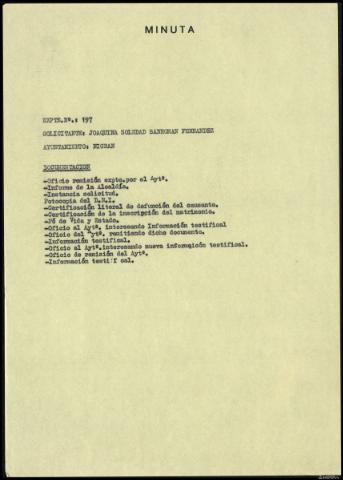 MINUTA
EXPTE.Nº.: 197
SOLICITANTE: JOAQUINA SOLEDAD SANROMAN FERNANDEZ
AYUNTAMIENTO: NIGRAN
DOCUMENTACION
-Oficio remisión expte.por el Aytº.
-Informe de la Alcaldía.
-Instancia solicitud.
Fotocopia del D.N.I.
-Certificación literal de defunción del causante.
-Certificación de la inscripción del matrimonio.
-Fé de Vida y Estado.
-Oficio al Aytº. interesando Información testifical
-Oficio del ytº. remitiendo dicho documento.
-Información testifical.
-Oficio al Aytº.interesando nueva informaición testifical.
-Oficio de remisión del Aytº.
-Información testifical.